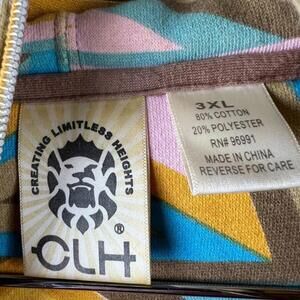 CREATING LIMITLESS HEIGHTS
CLH®
3XL
80% COTTON
20% POLYESTER
RN# 96991
MADE IN CHINA
REVERSE FOR CARE